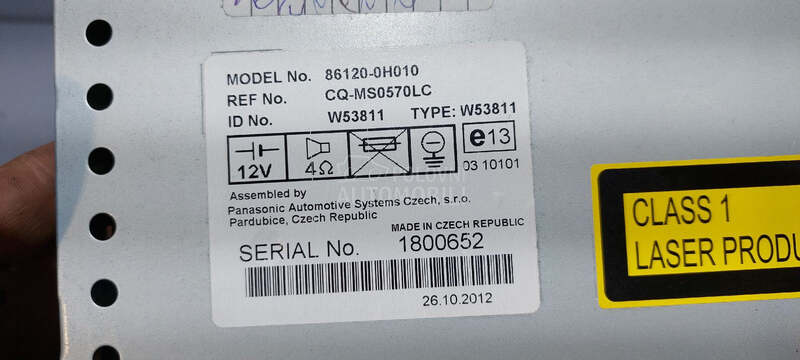 MODEL No. 86120-0H010
REF No. CQ-MS0570LC
ID No. W53811 TYPE: W53811
12V 4Ω e13
03 10101
POLOVNI
AUTOMOBILI
Assembled by
Panasonic Automotive Systems Czech, s.r.o.
Pardubice, Czech Republic
MADE IN CZECH REPUBLIC
SERIAL No. 1800652
26.10.2012
CLASS 1
LASER PRODU